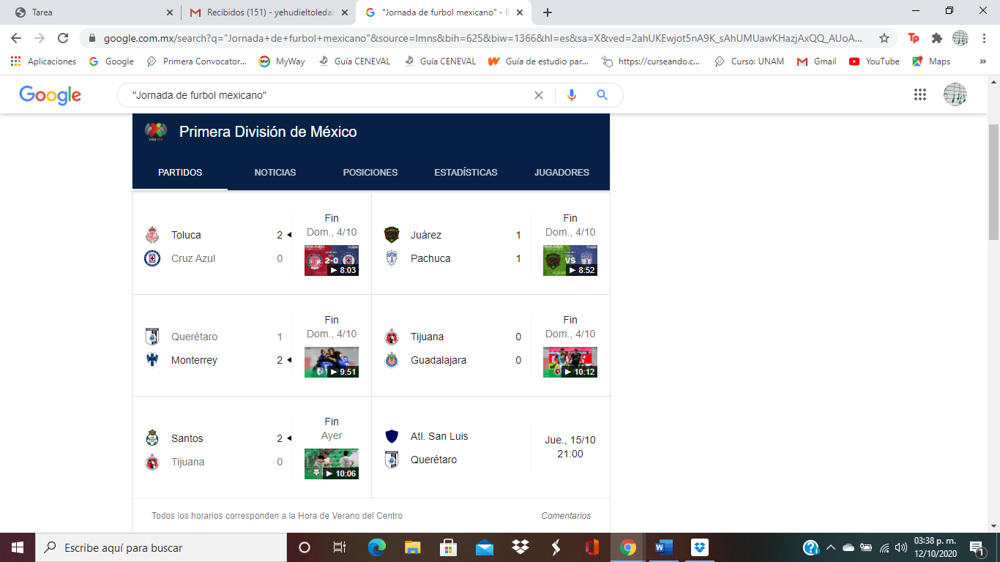 Tarea
Recibidos (151) - yehudieltoledar
"Jornada de furbol mexicano" - B
google.com.mx/search?q="Jornada+de+furbol+mexicano"&source=lmns&bih=625&biw=1366&hl=es&sa=X&ved=2ahUKEwjot5nA9K_sAhUMUawKHazjAxQQ_AUoA...
Aplicaciones
Google
Primera Convocator...
MyWay
Guía CENEVAL
Guía CENEVAL
Guía de estudio par...
https://curseando.c...
Curso: UNAM
Gmail
YouTube
Maps
»
Google
"Jornada de furbol mexicano"
Primera División de México
PARTIDOS
NOTICIAS
POSICIONES
ESTADÍSTICAS
JUGADORES
Toluca 2
Cruz Azul 0
Fin
Dom., 4/10
2-0
8:03
Juárez 1
Pachuca 1
Fin
Dom., 4/10
VS
8:52
Querétaro 1
Monterrey 2
Fin
Dom., 4/10
9:51
Tijuana 0
Guadalajara 0
Fin
Dom., 4/10
10:12
Santos 2
Tijuana 0
Fin
Ayer
10:06
Atl. San Luis
Querétaro
Jue., 15/10
21:00
Todos los horarios corresponden a la Hora de Verano del Centro
Comentarios
Escribe aquí para buscar
03:38 p. m.
12/10/2020
1